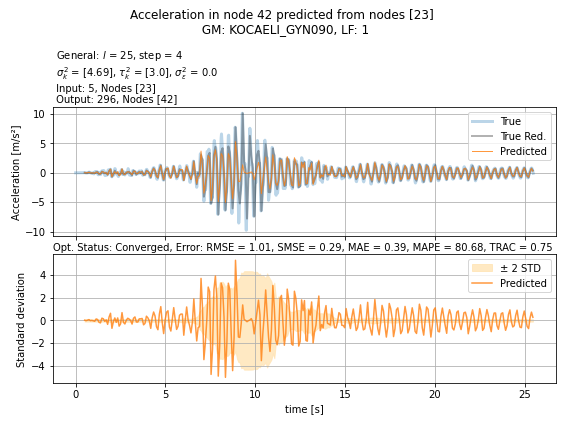 Acceleration in node 42 predicted from nodes [23]
GM: KOCAELI_GYN090, LF: 1
General: l = 25, step = 4
σ²ₖ = [4.69], τ²ₖ = [3.0], σ²ε = 0.0
Input: 5, Nodes [23]
Output: 296, Nodes [42]
Acceleration [m/s²]
10
5
0
−5
−10
True
True Red.
Predicted
Opt. Status: Converged, Error: RMSE = 1.01, SMSE = 0.29, MAE = 0.39, MAPE = 80.68, TRAC = 0.75
Standard deviation
4
2
0
−2
−4
± 2 STD
Predicted
0 5 10 15 20 25
time [s]